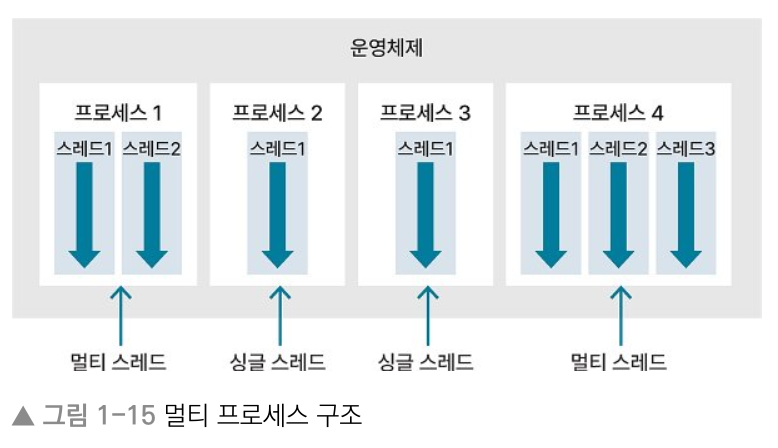 운영체제
프로세스 1 프로세스 2 프로세스 3 프로세스 4
스레드1 스레드2 스레드1 스레드1 스레드1 스레드2 스레드3
멀티 스레드 싱글 스레드 싱글 스레드 멀티 스레드
▲ 그림 1-15 멀티 프로세스 구조